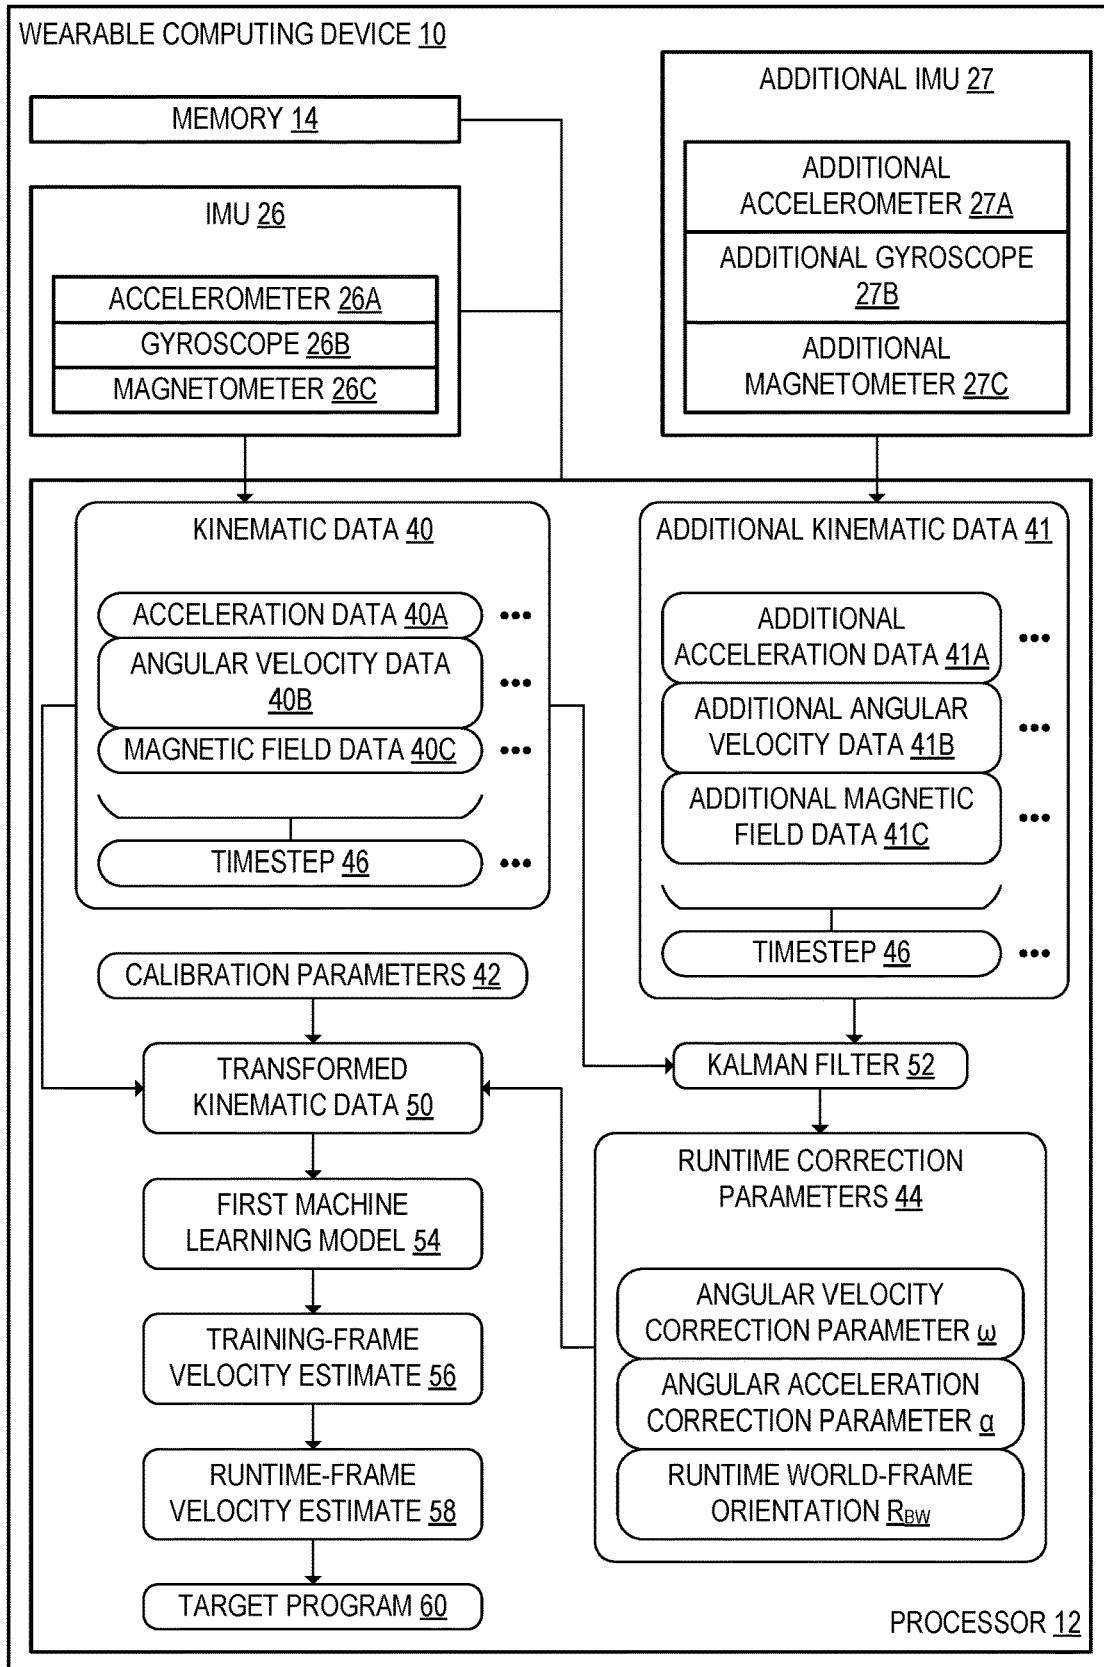 WEARABLE COMPUTING DEVICE 10
MEMORY 14
IMU 26
ACCELEROMETER 26A
GYROSCOPE 26B
MAGNETOMETER 26C
ADDITIONAL IMU 27
ADDITIONAL
ACCELEROMETER 27A
ADDITIONAL GYROSCOPE
27B
ADDITIONAL
MAGNETOMETER 27C
KINEMATIC DATA 40
ACCELERATION DATA 40A •••
ANGULAR VELOCITY DATA
40B •••
MAGNETIC FIELD DATA 40C •••
TIMESTEP 46 •••
ADDITIONAL KINEMATIC DATA 41
ADDITIONAL
ACCELERATION DATA 41A •••
ADDITIONAL ANGULAR
VELOCITY DATA 41B •••
ADDITIONAL MAGNETIC
FIELD DATA 41C •••
TIMESTEP 46 •••
CALIBRATION PARAMETERS 42
TRANSFORMED
KINEMATIC DATA 50
FIRST MACHINE
LEARNING MODEL 54
TRAINING-FRAME
VELOCITY ESTIMATE 56
RUNTIME-FRAME
VELOCITY ESTIMATE 58
TARGET PROGRAM 60
KALMAN FILTER 52
RUNTIME CORRECTION
PARAMETERS 44
ANGULAR VELOCITY
CORRECTION PARAMETER ω
ANGULAR ACCELERATION
CORRECTION PARAMETER α
RUNTIME WORLD-FRAME
ORIENTATION RBW
PROCESSOR 12